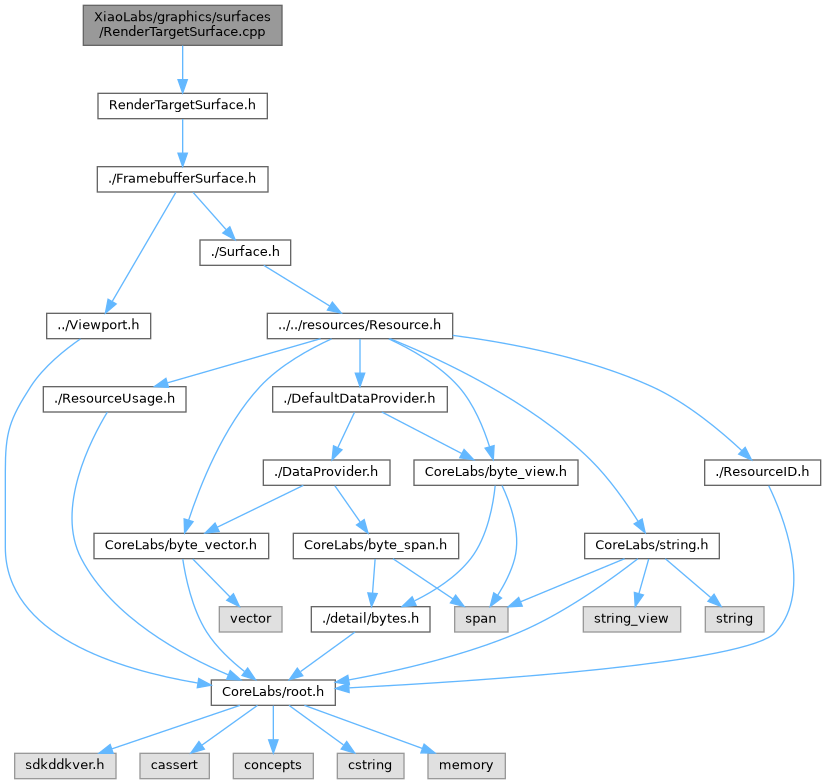 XiaoLabs/graphics/surfaces
/RenderTargetSurface.cpp
RenderTargetSurface.h
./FramebufferSurface.h
./Surface.h
../Viewport.h
../../resources/Resource.h
./ResourceUsage.h
./DefaultDataProvider.h
./DataProvider.h
CoreLabs/byte_view.h
./ResourceID.h
CoreLabs/byte_vector.h
CoreLabs/byte_span.h
CoreLabs/string.h
vector
./detail/bytes.h
span
string_view
string
CoreLabs/root.h
sdkddkver.h
cassert
concepts
cstring
memory